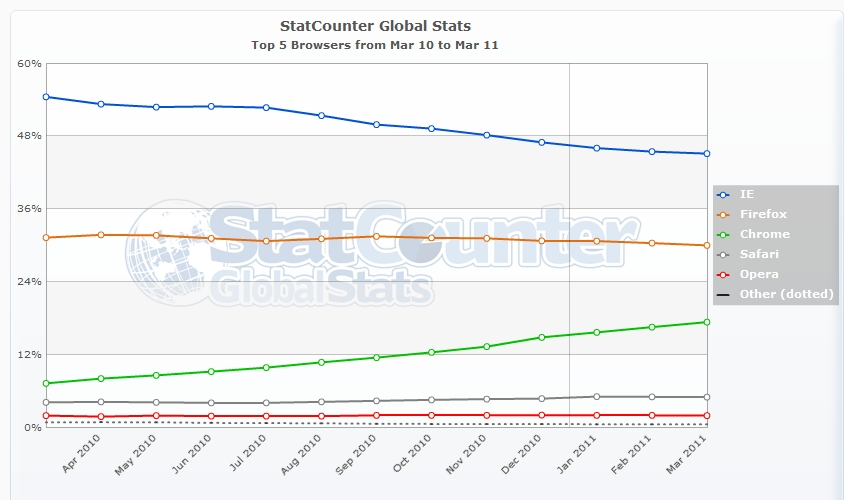 StatCounter Global Stats
Top 5 Browsers from Mar 10 to Mar 11
60%
48%
36%
24%
12%
0%
StatCounter
GlobalStats
IE
Firefox
Chrome
Safari
Opera
Other (dotted)
Apr 2010
May 2010
Jun 2010
Jul 2010
Aug 2010
Sep 2010
Oct 2010
Nov 2010
Dec 2010
Jan 2011
Feb 2011
Mar 2011